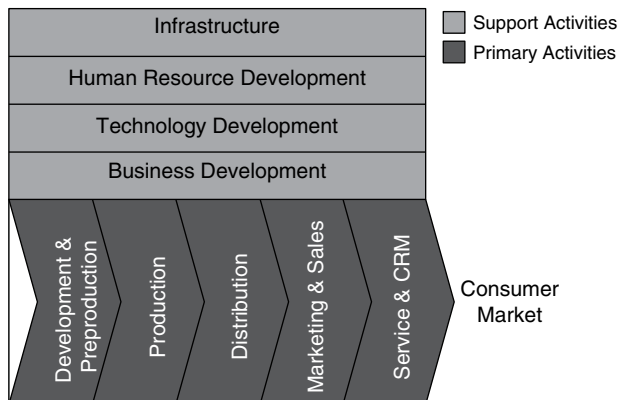 Infrastructure
Human Resource Development
Technology Development
Business Development
Development &
Preproduction
Production
Distribution
Marketing & Sales
Service & CRM
Consumer
Market
Support Activities
Primary Activities